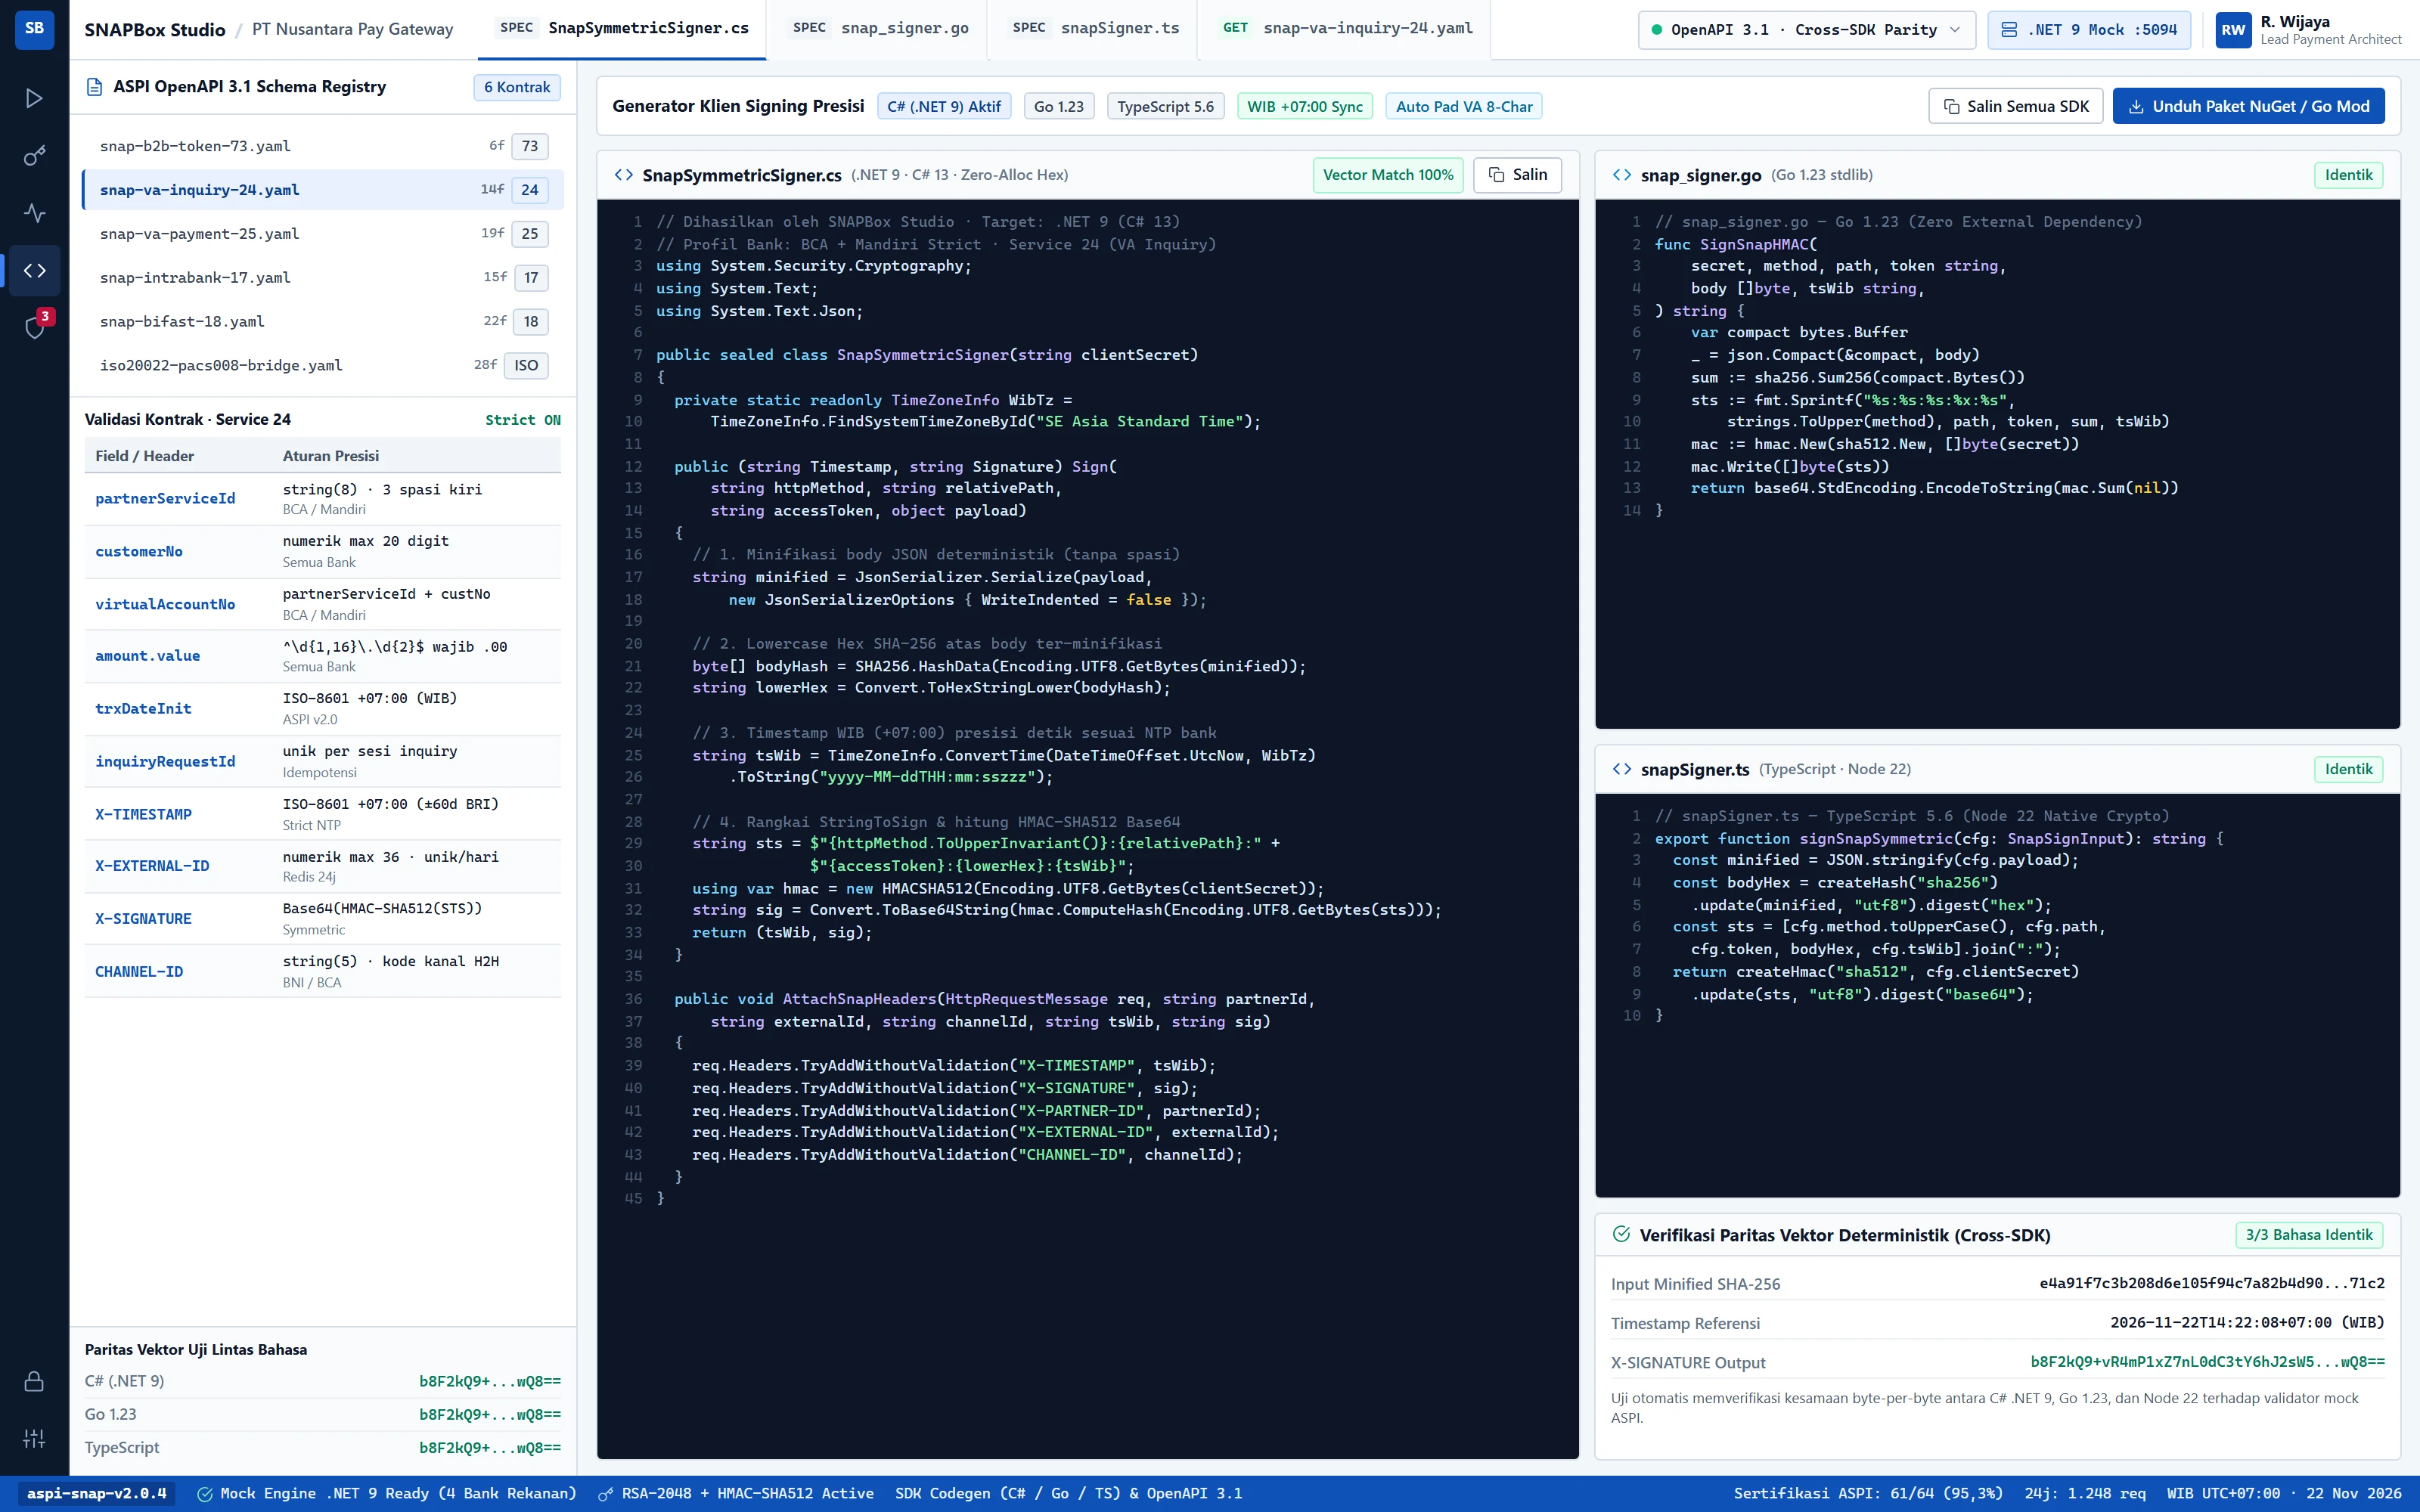 SB
SNAPBox Studio / PT Nusantara Pay Gateway
SPEC SnapSymmetricSigner.cs
SPEC snap_signer.go
SPEC snapSigner.ts
GET snap-va-inquiry-24.yaml
OpenAPI 3.1 · Cross-SDK Parity
.NET 9 Mock :5094
RW
R. Wijaya
Lead Payment Architect
3
ASPI OpenAPI 3.1 Schema Registry
6 Kontrak
snap-b2b-token-73.yaml 6f 73
snap-va-inquiry-24.yaml 14f 24
snap-va-payment-25.yaml 19f 25
snap-intrabank-17.yaml 15f 17
snap-bifast-18.yaml 22f 18
iso20022-pacs008-bridge.yaml 28f ISO
Validasi Kontrak · Service 24
Strict ON
Field / Header Aturan Presisi
partnerServiceId string(8) · 3 spasi kiri
BCA / Mandiri
customerNo numerik max 20 digit
Semua Bank
virtualAccountNo partnerServiceId + custNo
BCA / Mandiri
amount.value ^\d{1,16}\.\d{2}$ wajib .00
Semua Bank
trxDateInit ISO-8601 +07:00 (WIB)
ASPI v2.0
inquiryRequestId unik per sesi inquiry
Idempotensi
X-TIMESTAMP ISO-8601 +07:00 (±60d BRI)
Strict NTP
X-EXTERNAL-ID numerik max 36 · unik/hari
Redis 24j
X-SIGNATURE Base64(HMAC-SHA512(STS))
Symmetric
CHANNEL-ID string(5) · kode kanal H2H
BNI / BCA
Paritas Vektor Uji Lintas Bahasa
C# (.NET 9) b8F2kQ9+...wQ8==
Go 1.23 b8F2kQ9+...wQ8==
TypeScript b8F2kQ9+...wQ8==
Generator Klien Signing Presisi
C# (.NET 9) Aktif
Go 1.23
TypeScript 5.6
WIB +07:00 Sync
Auto Pad VA 8-Char
Salin Semua SDK
Unduh Paket NuGet / Go Mod
SnapSymmetricSigner.cs (.NET 9 · C# 13 · Zero-Alloc Hex)
Vector Match 100%
Salin
1 // Dihasilkan oleh SNAPBox Studio · Target: .NET 9 (C# 13)
2 // Profil Bank: BCA + Mandiri Strict · Service 24 (VA Inquiry)
3 using System.Security.Cryptography;
4 using System.Text;
5 using System.Text.Json;
6
7 public sealed class SnapSymmetricSigner(string clientSecret)
8 {
9 private static readonly TimeZoneInfo WibTz =
10 TimeZoneInfo.FindSystemTimeZoneById("SE Asia Standard Time");
11
12 public (string Timestamp, string Signature) Sign(
13 string httpMethod, string relativePath,
14 string accessToken, object payload)
15 {
16 // 1. Minifikasi body JSON deterministik (tanpa spasi)
17 string minified = JsonSerializer.Serialize(payload,
18 new JsonSerializerOptions { WriteIndented = false });
19
20 // 2. Lowercase Hex SHA-256 atas body ter-minifikasi
21 byte[] bodyHash = SHA256.HashData(Encoding.UTF8.GetBytes(minified));
22 string lowerHex = Convert.ToHexStringLower(bodyHash);
23
24 // 3. Timestamp WIB (+07:00) presisi detik sesuai NTP bank
25 string tsWib = TimeZoneInfo.ConvertTime(DateTimeOffset.UtcNow, WibTz)
26 .ToString("yyyy-MM-ddTHH:mm:sszzz");
27
28 // 4. Rangkai StringToSign & hitung HMAC-SHA512 Base64
29 string sts = $"{httpMethod.ToUpperInvariant()}:{relativePath}:" +
30 $"{accessToken}:{lowerHex}:{tsWib}";
31 using var hmac = new HMACSHA512(Encoding.UTF8.GetBytes(clientSecret));
32 string sig = Convert.ToBase64String(hmac.ComputeHash(Encoding.UTF8.GetBytes(sts)));
33 return (tsWib, sig);
34 }
35
36 public void AttachSnapHeaders(HttpRequestMessage req, string partnerId,
37 string externalId, string channelId, string tsWib, string sig)
38 {
39 req.Headers.TryAddWithoutValidation("X-TIMESTAMP", tsWib);
40 req.Headers.TryAddWithoutValidation("X-SIGNATURE", sig);
41 req.Headers.TryAddWithoutValidation("X-PARTNER-ID", partnerId);
42 req.Headers.TryAddWithoutValidation("X-EXTERNAL-ID", externalId);
43 req.Headers.TryAddWithoutValidation("CHANNEL-ID", channelId);
44 }
45 }
snap_signer.go (Go 1.23 stdlib)
Identik
1 // snap_signer.go — Go 1.23 (Zero External Dependency)
2 func SignSnapHMAC(
3 secret, method, path, token string,
4 body []byte, tsWib string,
5 ) string {
6 var compact bytes.Buffer
7 _ = json.Compact(&compact, body)
8 sum := sha256.Sum256(compact.Bytes())
9 sts := fmt.Sprintf("%s:%s:%s:%x:%s",
10 strings.ToUpper(method), path, token, sum, tsWib)
11 mac := hmac.New(sha512.New, []byte(secret))
12 mac.Write([]byte(sts))
13 return base64.StdEncoding.EncodeToString(mac.Sum(nil))
14 }
snapSigner.ts (TypeScript · Node 22)
Identik
1 // snapSigner.ts — TypeScript 5.6 (Node 22 Native Crypto)
2 export function signSnapSymmetric(cfg: SnapSignInput): string {
3 const minified = JSON.stringify(cfg.payload);
4 const bodyHex = createHash("sha256")
5 .update(minified, "utf8").digest("hex");
6 const sts = [cfg.method.toUpperCase(), cfg.path,
7 cfg.token, bodyHex, cfg.tsWib].join(":");
8 return createHmac("sha512", cfg.clientSecret)
9 .update(sts, "utf8").digest("base64");
10 }
Verifikasi Paritas Vektor Deterministik (Cross-SDK)
3/3 Bahasa Identik
Input Minified SHA-256 e4a91f7c3b208d6e105f94c7a82b4d90...71c2
Timestamp Referensi 2026-11-22T14:22:08+07:00 (WIB)
X-SIGNATURE Output b8F2kQ9+vR4mP1xZ7nL0dC3tY6hJ2sW5...wQ8==
Uji otomatis memverifikasi kesamaan byte-per-byte antara C# .NET 9, Go 1.23, dan Node 22 terhadap validator mock
ASPI.
aspi-snap-v2.0.4
Mock Engine .NET 9 Ready (4 Bank Rekanan)
RSA-2048 + HMAC-SHA512 Active
SDK Codegen (C# / Go / TS) & OpenAPI 3.1
Sertifikasi ASPI: 61/64 (95,3%)
24j: 1.248 req
WIB UTC+07:00 · 22 Nov 2026